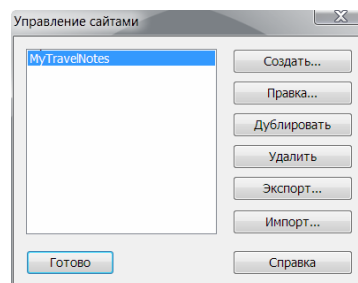 Управление сайтами
MyTravelNotes
Создать...
Правка...
Дублировать
Удалить
Экспорт...
Импорт...
Готово
Справка